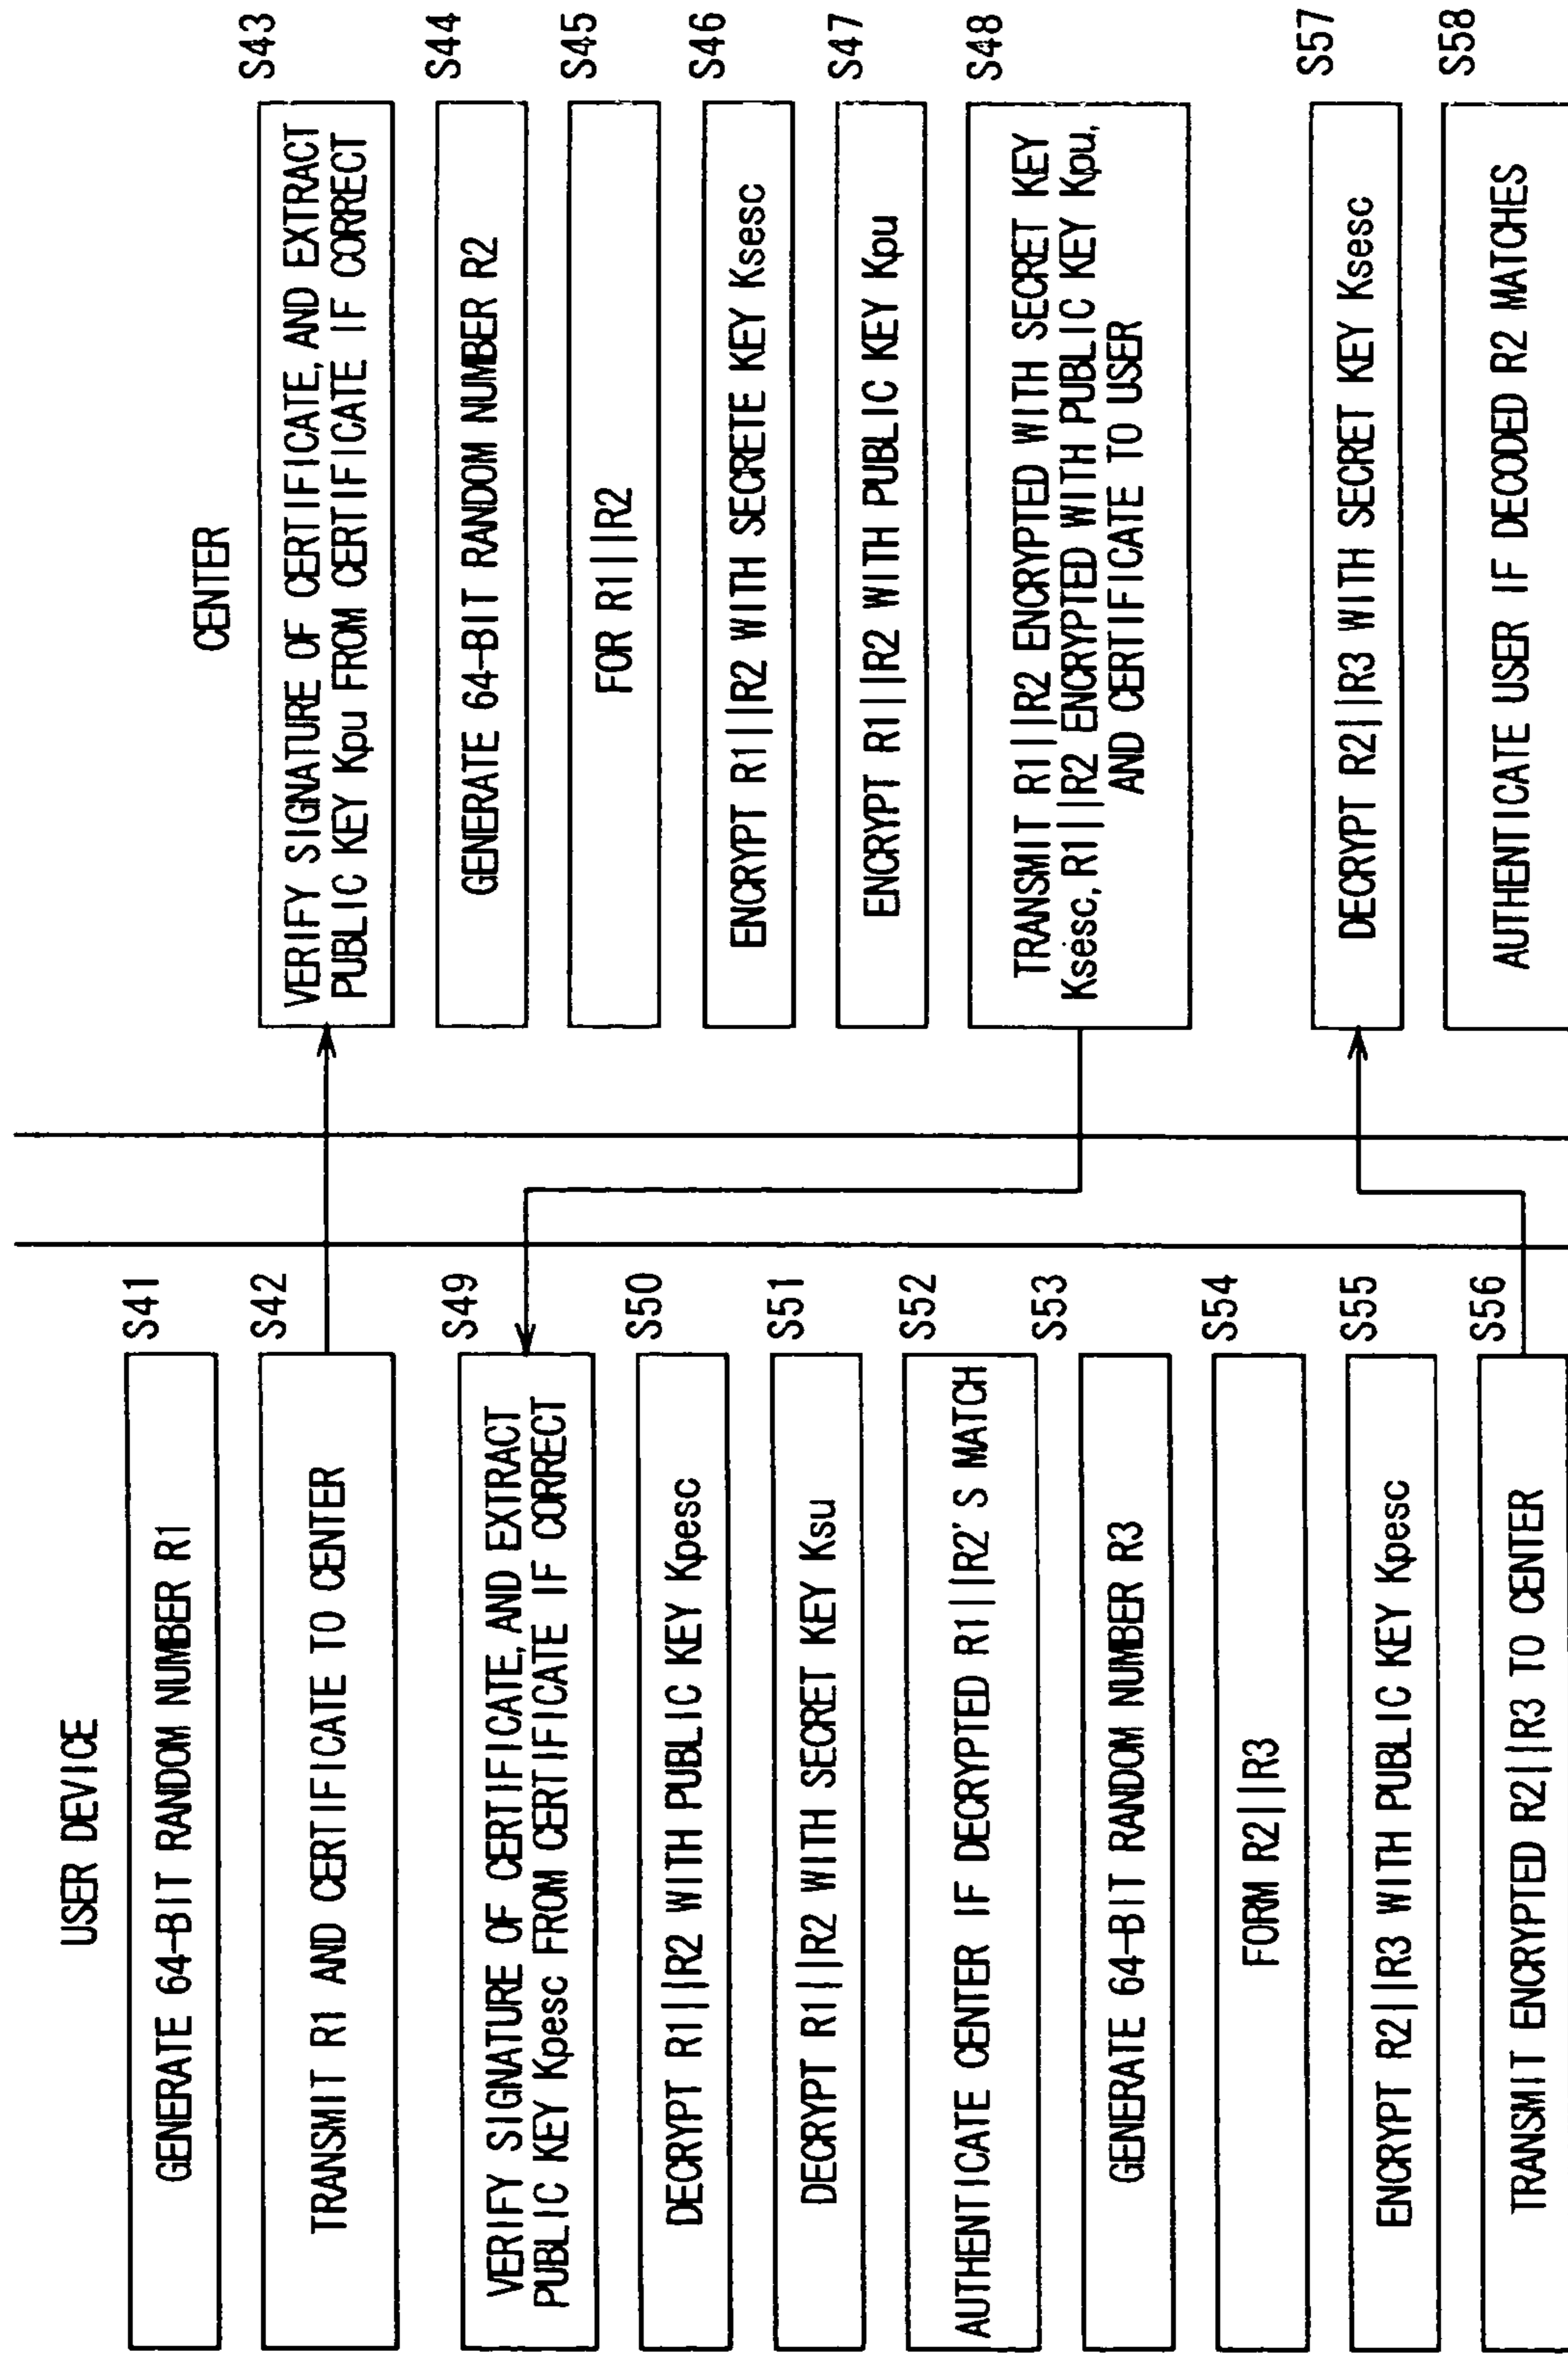 USER DEVICE
GENERATE 64-BIT RANDOM NUMBER R1
S41
TRANSMIT R1 AND CERTIFICATE TO CENTER
S42
VERIFY SIGNATURE OF CERTIFICATE, AND EXTRACT
PUBLIC KEY Kpesc FROM CERTIFICATE IF CORRECT
S49
DECRYPT R1||R2 WITH PUBLIC KEY Kpesc
S50
DECRYPT R1||R2 WITH SECRET KEY Ksu
S51
AUTHENTICATE CENTER IF DECRYPTED R1||R2'S MATCH
S52
GENERATE 64-BIT RANDOM NUMBER R3
S53
FORM R2||R3
S54
ENCRYPT R2||R3 WITH PUBLIC KEY Kpesc
S55
TRANSMIT ENCRYPTED R2||R3 TO CENTER
S56
CENTER
VERIFY SIGNATURE OF CERTIFICATE, AND EXTRACT
PUBLIC KEY Kpu FROM CERTIFICATE IF CORRECT
S43
GENERATE 64-BIT RANDOM NUMBER R2
S44
FOR R1||R2
S45
ENCRYPT R1||R2 WITH SECRETE KEY Ksesc
S46
ENCRYPT R1||R2 WITH PUBLIC KEY Kpu
S47
TRANSMIT R1||R2 ENCRYPTED WITH SECRET KEY
Ksesc, R1||R2 ENCRYPTED WITH PUBLIC KEY Kpu,
AND CERTIFICATE TO USER
S48
DECRYPT R2||R3 WITH SECRET KEY Ksesc
S57
AUTHENTICATE USER IF DECODED R2 MATCHES
S58